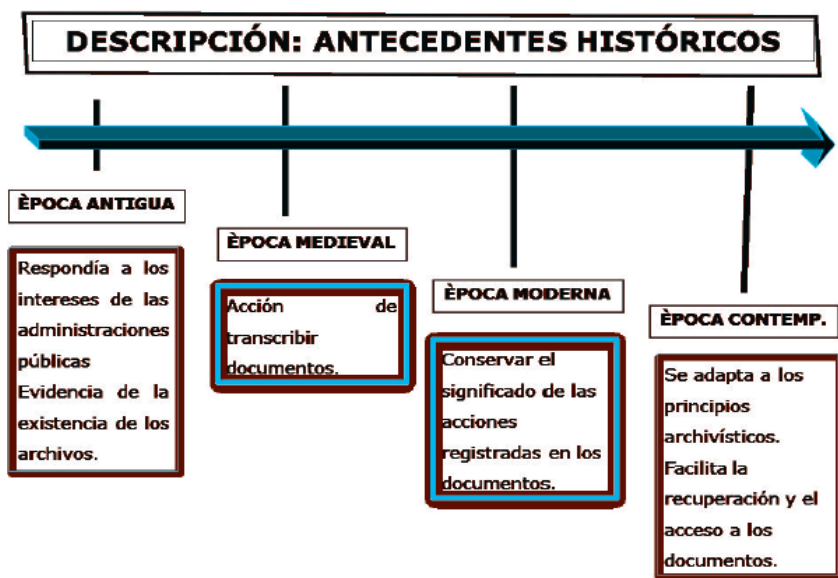 DESCRIPCIÓN: ANTECEDENTES HISTÓRICOS
ÈPOCA ANTIGUA
Respondía a los
intereses de las
administraciones
públicas
Evidencia de la
existencia de los
archivos.
ÈPOCA MEDIEVAL
Acción de
transcribir
documentos.
ÈPOCA MODERNA
Conservar el
significado de las
acciones
registradas en los
documentos.
ÈPOCA CONTEMP.
Se adapta a los
principios
archivísticos.
Facilita la
recuperación y el
acceso a los
documentos.